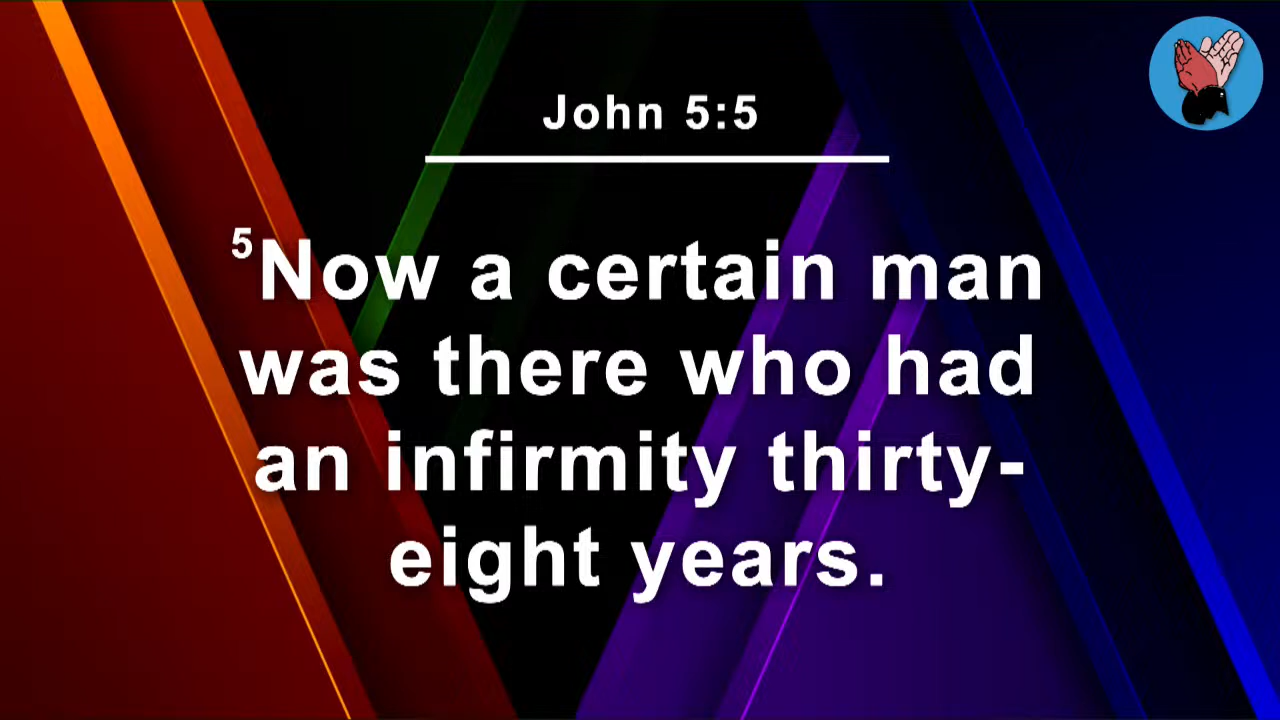 John 5:5
⁵Now a certain man
was there who had
an infirmity thirty-
eight years.